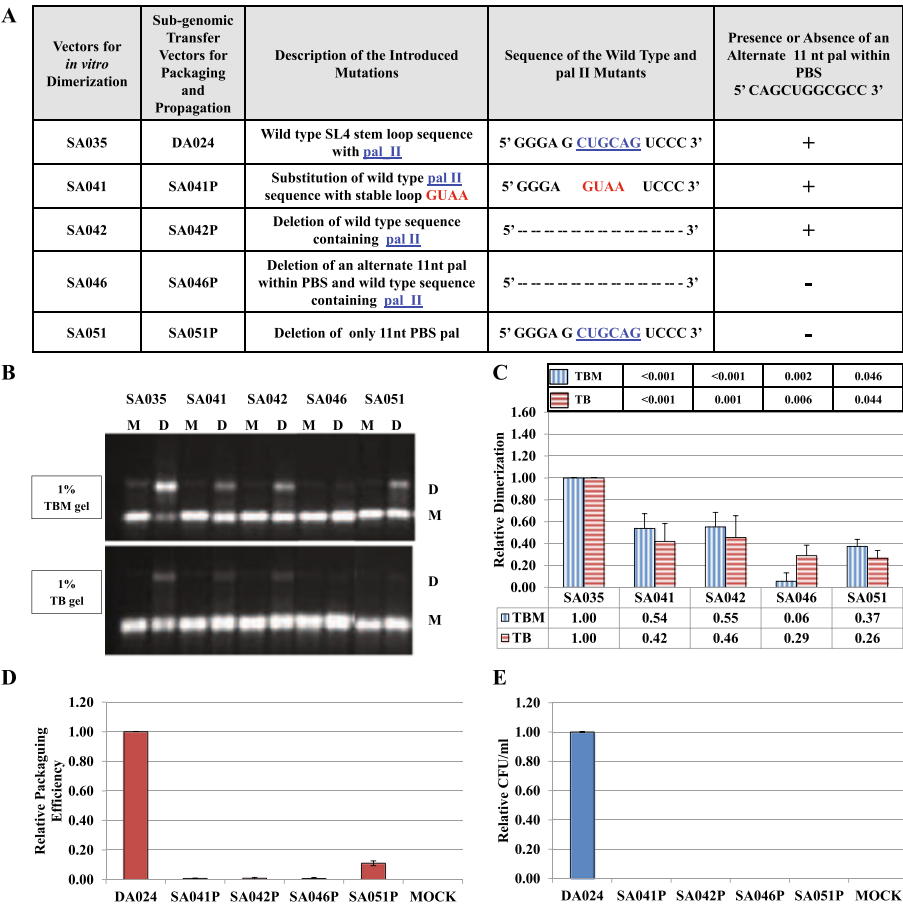 A
Vectors for
in vitro
Dimerization
Sub-genomic
Transfer
Vectors for
Packaging
and
Propagation
Description of the Introduced
Mutations
Sequence of the Wild Type and
pal II Mutants
Presence or Absence of an
Alternate 11 nt pal within
PBS
5’ CAGCUGGCGCC 3’
SA035
DA024
Wild type SL4 stem loop sequence
with pal II
5’ GGGA G CUGCAG UCCC 3’
+
SA041
SA041P
Substitution of wild type pal II
sequence with stable loop GUAA
5’ GGGA GUAA UCCC 3’
+
SA042
SA042P
Deletion of wild type sequence
containing pal II
5’ -- -- -- -- -- -- -- -- -- -- -- - 3’
+
SA046
SA046P
Deletion of an alternate 11nt pal
within PBS and wild type sequence
containing pal II
5’ -- -- -- -- -- -- -- -- -- -- -- - 3’
-
SA051
SA051P
Deletion of only 11nt PBS pal
5’ GGGA G CUGCAG UCCC 3’
-
B
SA035 SA041 SA042 SA046 SA051
M D M D M D M D M D
1%
TBM gel
D
M
1%
TB gel
D
M
C
TBM <0.001 <0.001 0.002 0.046
TB <0.001 0.001 0.006 0.044
Relative Dimerization
1.60
1.40
1.20
1.00
0.80
0.60
0.40
0.20
0.00
SA035 SA041 SA042 SA046 SA051
TBM 1.00 0.54 0.55 0.06 0.37
TB 1.00 0.42 0.46 0.29 0.26
D
Relative Packaguing
Efficiency
1.20
1.00
0.80
0.60
0.40
0.20
0.00
DA024 SA041P SA042P SA046P SA051P MOCK
E
Relative CFU/ml
1.20
1.00
0.80
0.60
0.40
0.20
0.00
DA024 SA041P SA042P SA046P SA051P MOCK